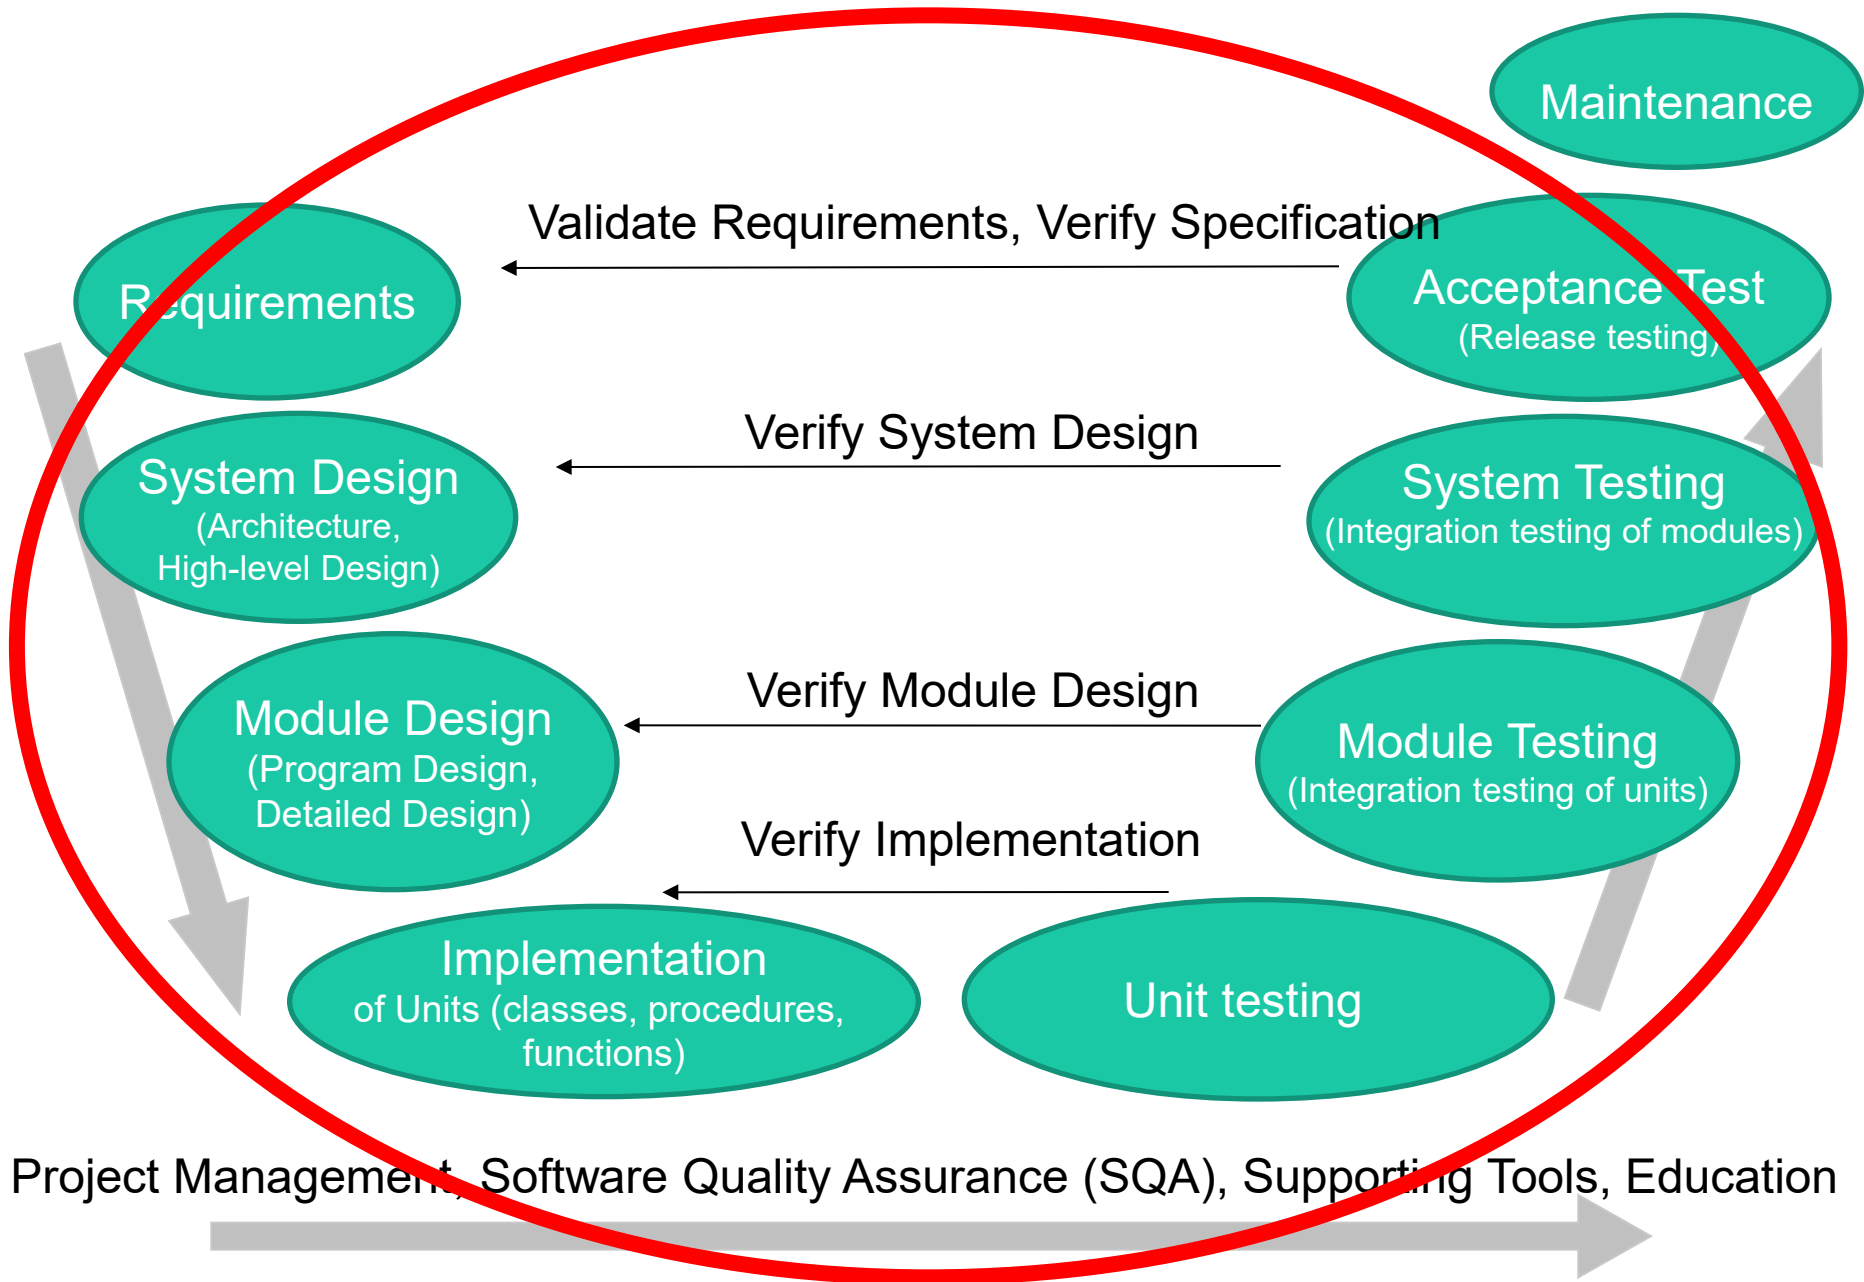 Maintenance
Validate Requirements, Verify Specification
Requirements
Acceptance Test
(Release testing)
Verify System Design
System Design
(Architecture,
High-level Design)
System Testing
(Integration testing of modules)
Verify Module Design
Module Design
(Program Design,
Detailed Design)
Module Testing
(Integration testing of units)
Verify Implementation
Implementation
of Units (classes, procedures,
functions)
Unit testing
Project Management, Software Quality Assurance (SQA), Supporting Tools, Education